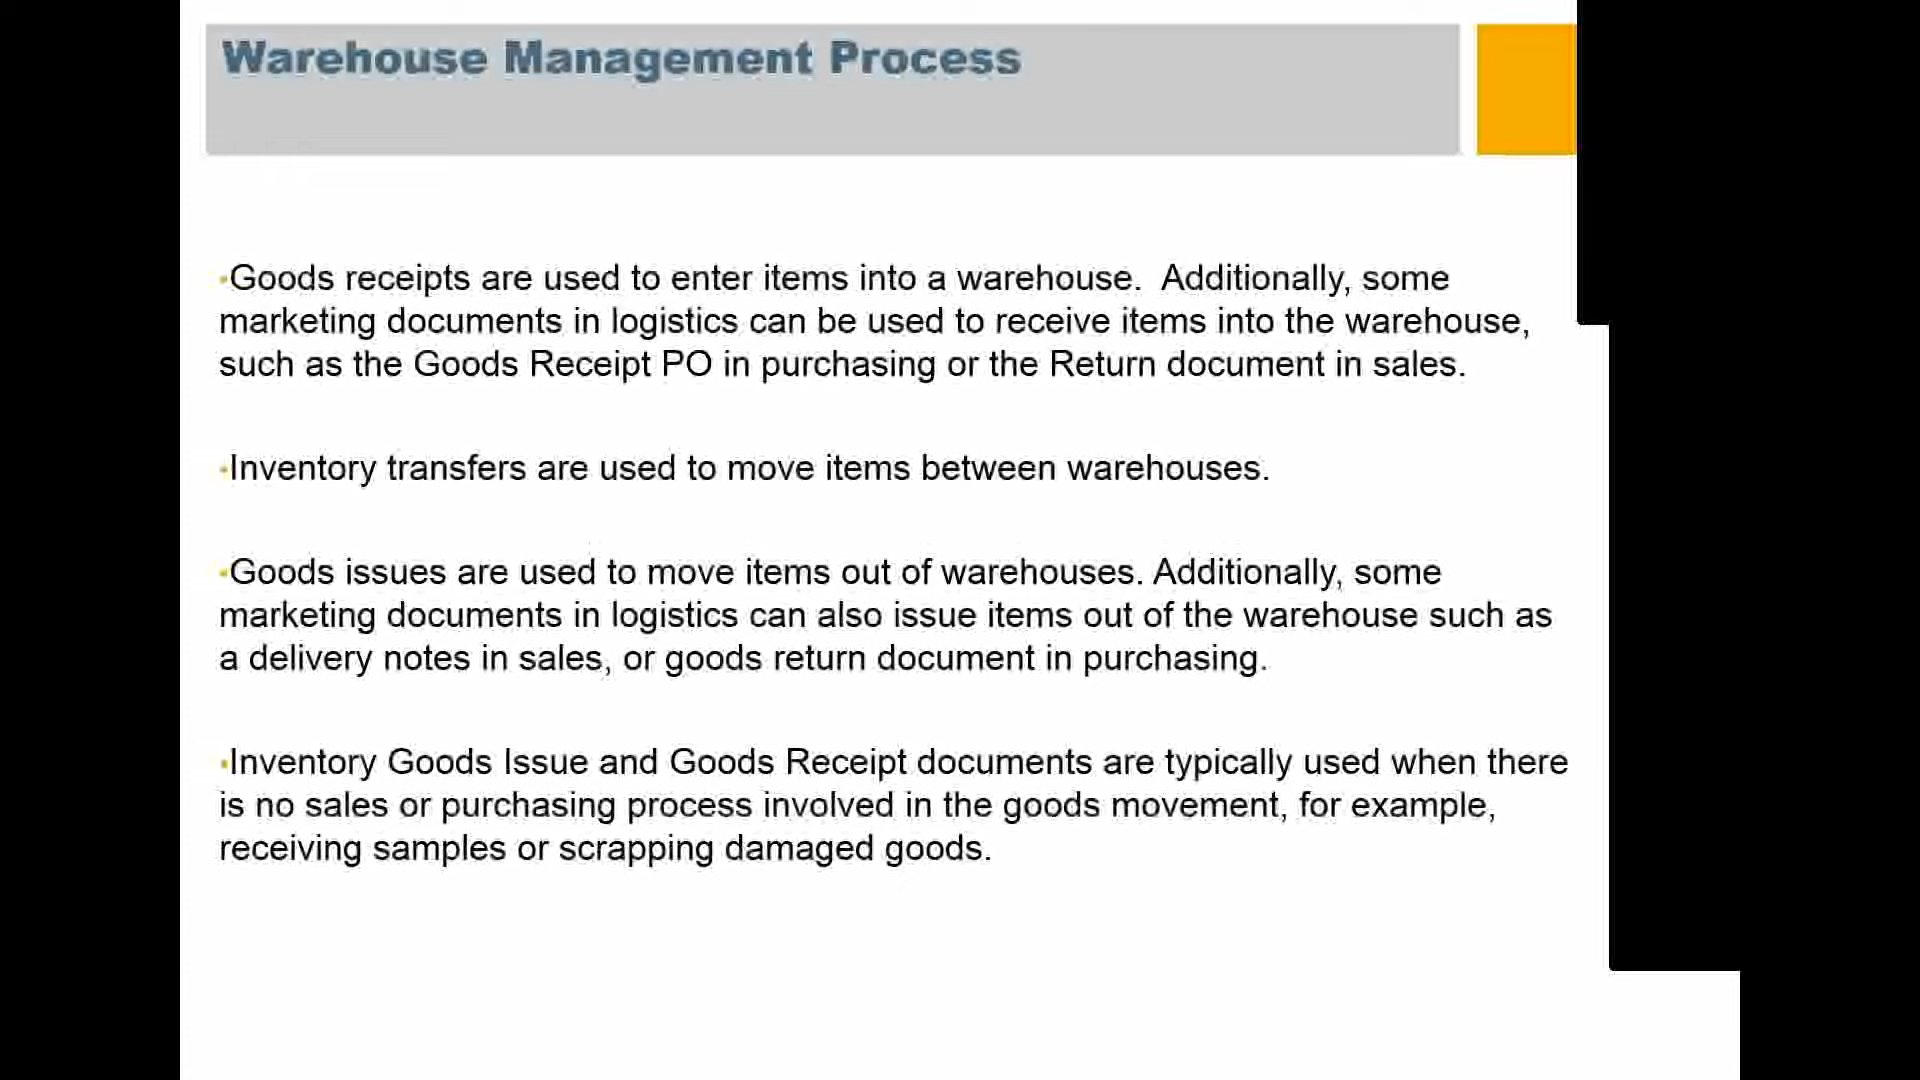 Warehouse Management Process
•Goods receipts are used to enter items into a warehouse.  Additionally, some
marketing documents in logistics can be used to receive items into the warehouse,
such as the Goods Receipt PO in purchasing or the Return document in sales.
•Inventory transfers are used to move items between warehouses.
•Goods issues are used to move items out of warehouses. Additionally, some
marketing documents in logistics can also issue items out of the warehouse such as
a delivery notes in sales, or goods return document in purchasing.
•Inventory Goods Issue and Goods Receipt documents are typically used when there
is no sales or purchasing process involved in the goods movement, for example,
receiving samples or scrapping damaged goods.